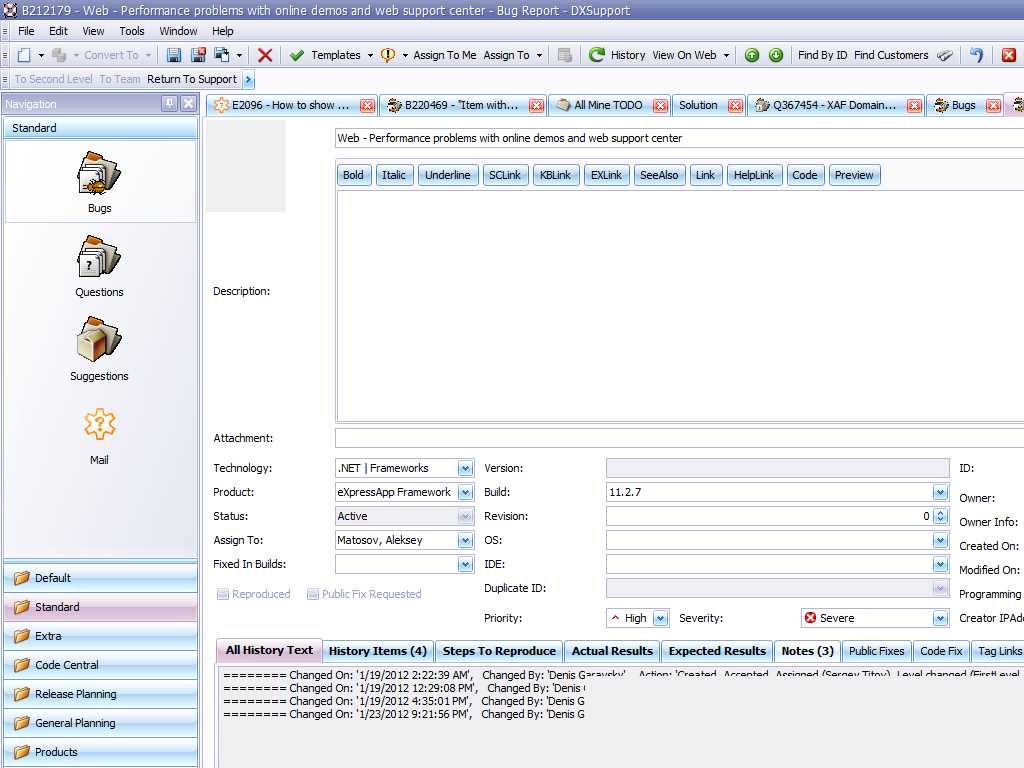 B212179 - Web - Performance problems with online demos and web support center - Bug Report - DXSupport
File Edit View Tools Window Help
Convert To Templates Assign To Me Assign To History View On Web Find By ID Find Customers
To Second Level To Team Return To Support
Navigation
E2096 - How to show ... B220469 - "Item with... All Mine TODO Solution Q367454 - XAF Domain... Bugs
Standard
Web - Performance problems with online demos and web support center
Bold Italic Underline SCLink KBLink EXLink SeeAlso Link HelpLink Code Preview
Bugs
Questions
Description:
Suggestions
Mail
Attachment:
Technology: .NET | Frameworks Version: ID:
Product: eXpressApp Framework Build: 11.2.7 Owner:
Status: Active Revision: 0 Owner Info:
Assign To: Matosov, Aleksey OS: Created On:
Fixed In Builds: IDE: Modified On:
Reproduced Public Fix Requested Duplicate ID: Programming
Priority: High Severity: Severe Creator IPAd
Default
Standard
Extra
Code Central
Release Planning
General Planning
Products
All History Text History Items (4) Steps To Reproduce Actual Results Expected Results Notes (3) Public Fixes Code Fix Tag Links
======== Changed On: '1/19/2012 2:22:39 AM', Changed By: 'Denis Garavsky', Action: 'Created, Accepted, Assigned (Sergey Titov), Level changed (FirstLevel
======== Changed On: '1/19/2012 12:29:08 PM', Changed By: 'Denis
======== Changed On: '1/19/2012 4:35:01 PM', Changed By: 'Denis G
======== Changed On: '1/23/2012 9:21:56 PM', Changed By: 'Denis G